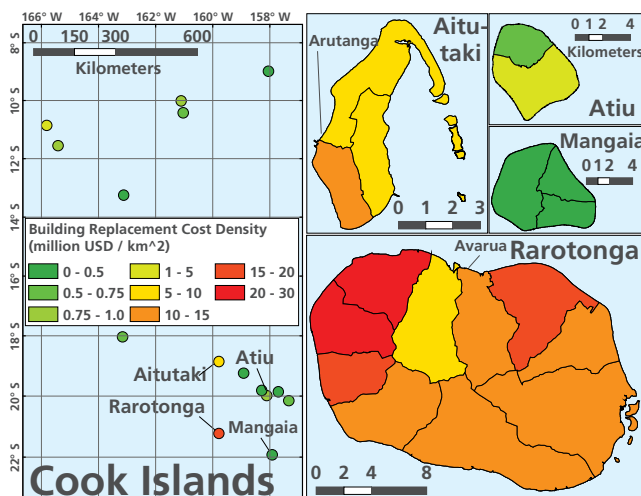 166°W 164°W 162°W 160°W 158°W
8°S
10°S
12°S
14°S
16°S
18°S
20°S
22°S
0 150 300 600
Kilometers
Building Replacement Cost Density
(million USD / km^2)
0 - 0.5
0.5 - 0.75
0.75 - 1.0
1 - 5
5 - 10
10 - 15
15 - 20
20 - 30
Atiu
Aitutaki
Rarotonga
Mangaia
Cook Islands
Arutanga
Aitu-
taki
0 1 2 3
0 1 2 4
Kilometers
Atiu
Mangaia
0 1 2 4
Avarua
Rarotonga
0 2 4 8